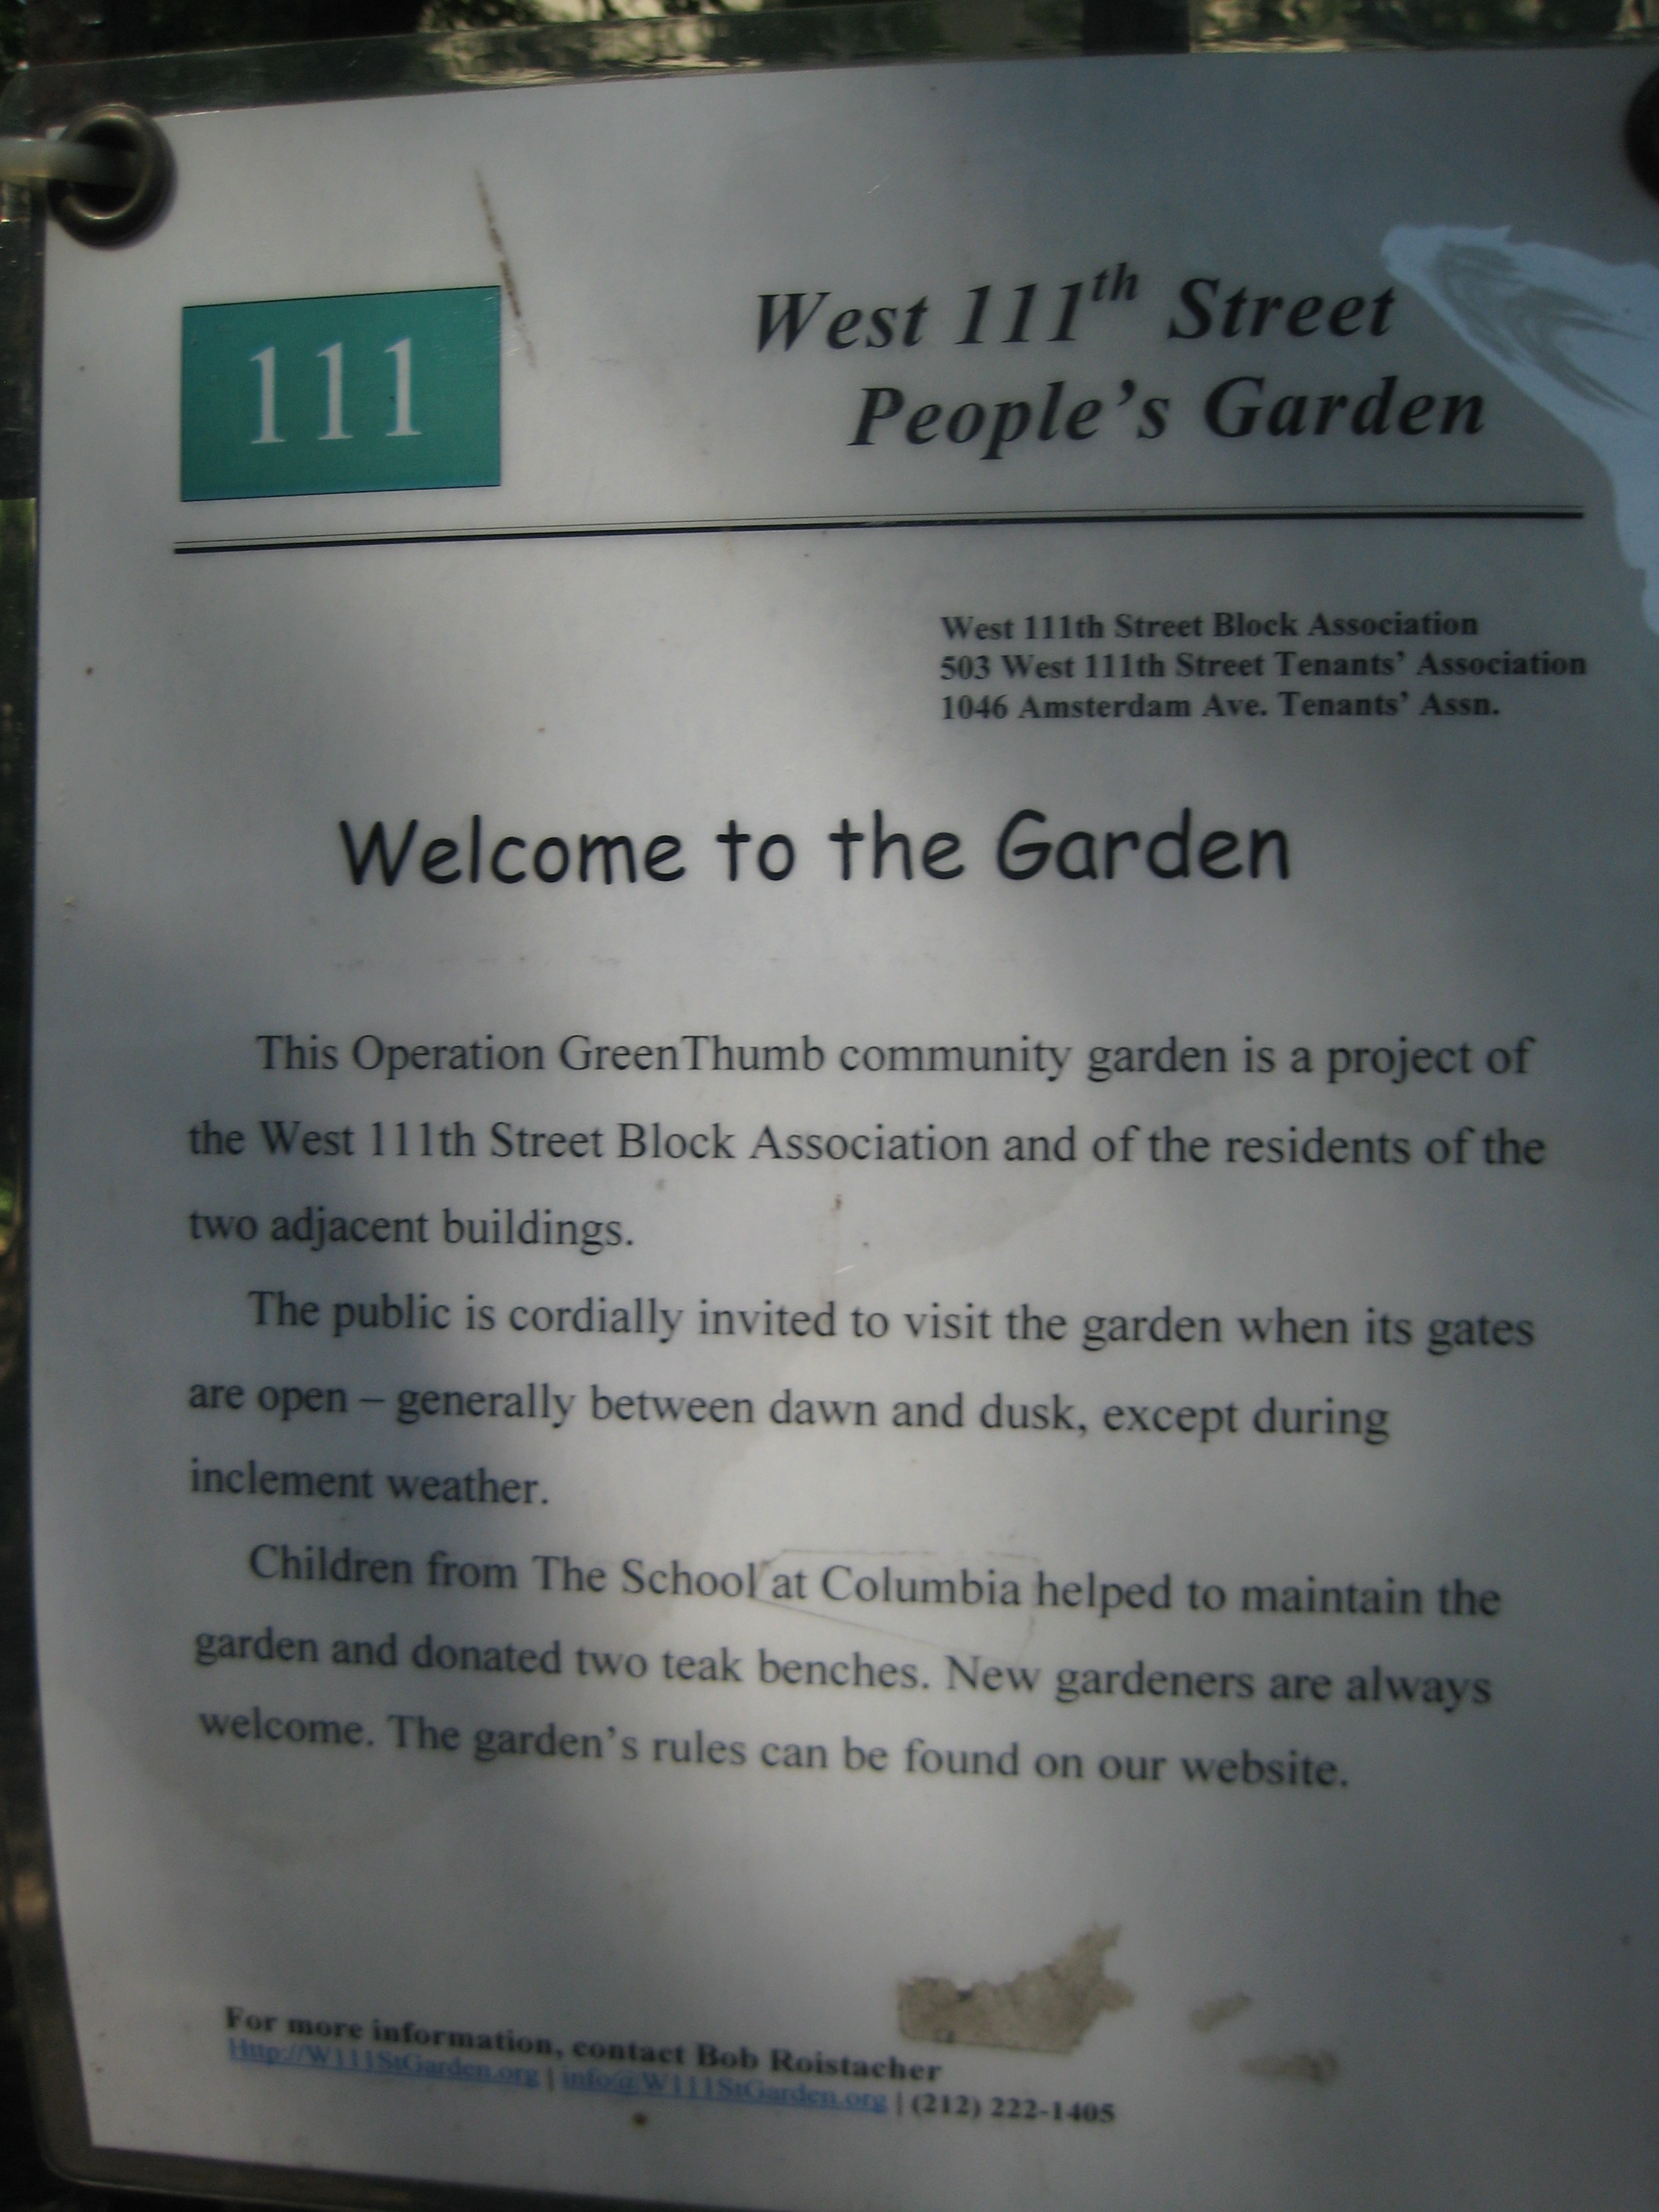 111
West 111th Street
People's Garden
West 111th Street Block Association
503 West 111th Street Tenants' Association
1046 Amsterdam Ave. Tenants' Assn.
Welcome to the Garden
This Operation GreenThumb community garden is a project of
the West 111th Street Block Association and of the residents of the
two adjacent buildings.
The public is cordially invited to visit the garden when its gates
are open – generally between dawn and dusk, except during
inclement weather.
Children from The School at Columbia helped to maintain the
garden and donated two teak benches. New gardeners are always
welcome. The garden's rules can be found on our website.
For more information, contact Bob Roistacher
Http://W111StGarden.org | info@W111StGarden.org | (212) 222-1405